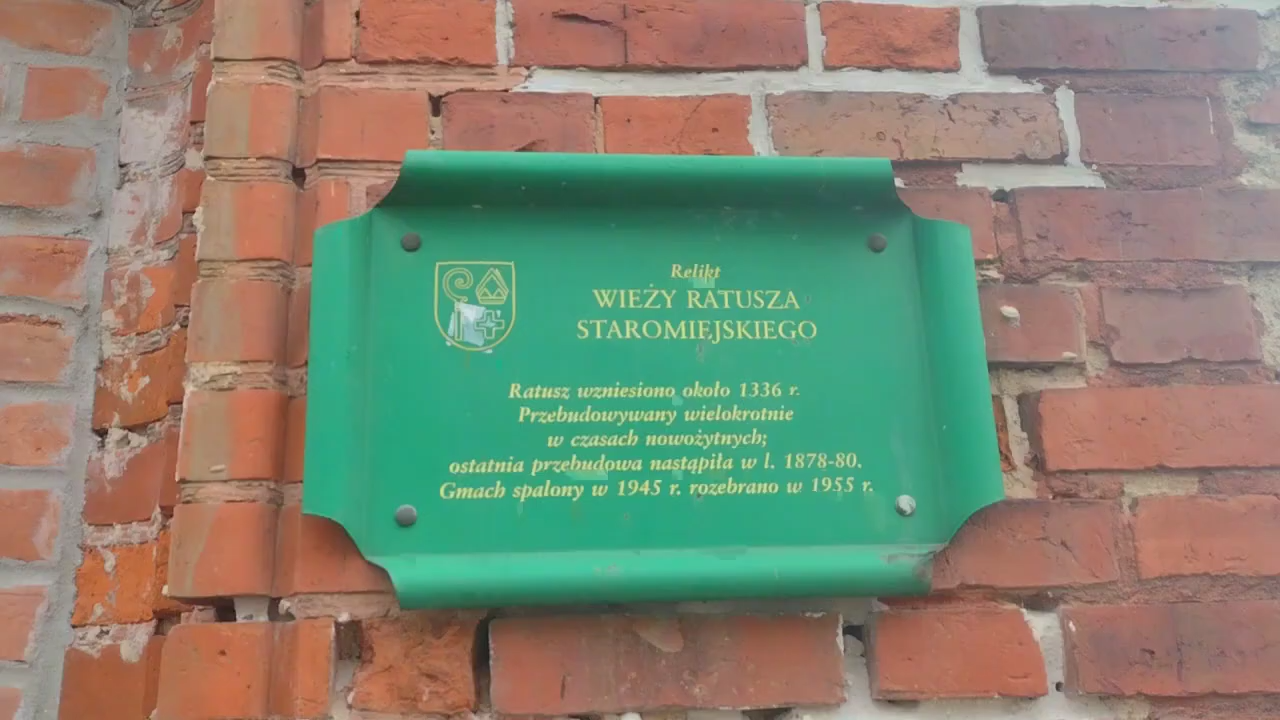 Relikt
WIEŻY RATUSZA
STAROMIEJSKIEGO
Ratusz wzniesiono około 1336 r.
Przebudowywany wielokrotnie
w czasach nowożytnych;
ostatnia przebudowa nastąpiła w l. 1878-80.
Gmach spalony w 1945 r. rozebrano w 1955 r.